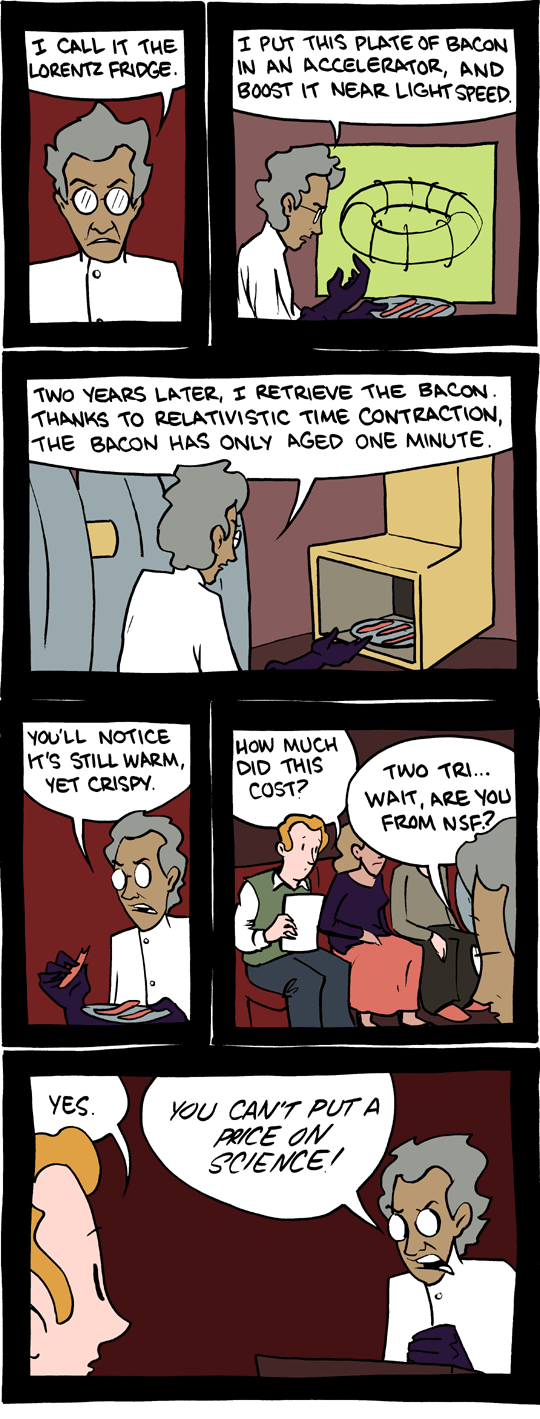 I CALL IT THE
LORENTZ FRIDGE.
I PUT THIS PLATE OF BACON
IN AN ACCELERATOR, AND
BOOST IT NEAR LIGHTSPEED.
TWO YEARS LATER, I RETRIEVE THE BACON.
THANKS TO RELATIVISTIC TIME CONTRACTION,
THE BACON HAS ONLY AGED ONE MINUTE.
YOU'LL NOTICE
IT'S STILL WARM,
YET CRISPY.
HOW MUCH
DID THIS
COST?
TWO TRI...
WAIT, ARE YOU
FROM NSF?
YES.
YOU CAN'T PUT A
PRICE ON
SCIENCE!